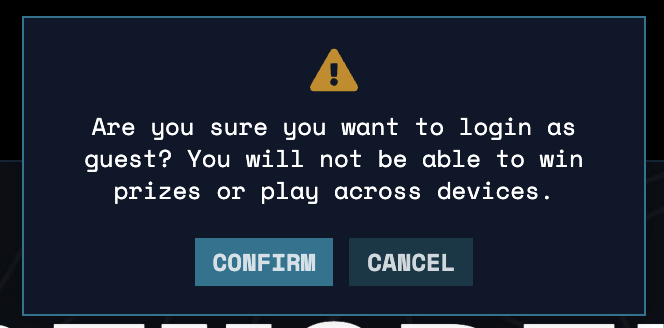 Are you sure you want to login as
guest? You will not be able to win
prizes or play across devices.
CONFIRM CANCEL